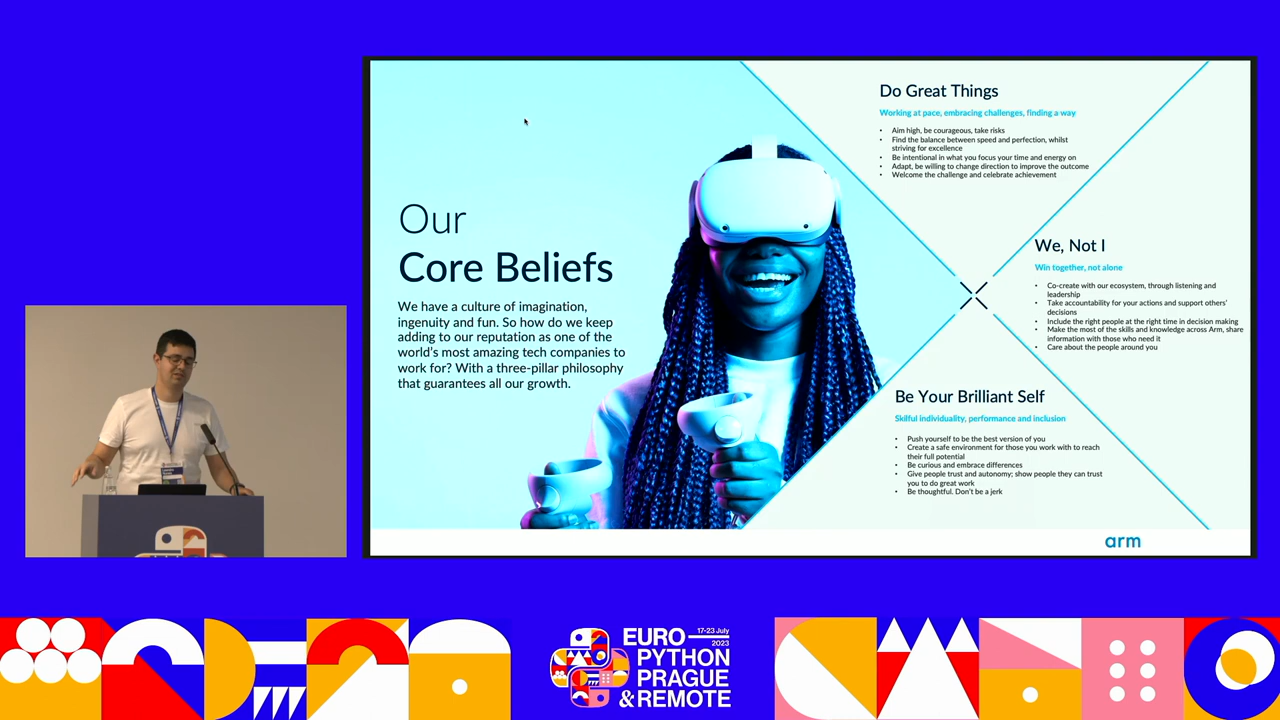 Our
Core Beliefs
We have a culture of imagination,
ingenuity and fun. So how do we keep
adding to our reputation as one of the
world's most amazing tech companies to
work for? With a three-pillar philosophy
that guarantees all our growth.
Do Great Things
Working at pace, embracing challenges, finding a way
• Aim high, be courageous, take risks
• Find the balance between speed and perfection, whilst
striving for excellence
• Be intentional in what you focus your time and energy on
• Adapt, be willing to change direction to improve the outcome
• Welcome the challenge and celebrate achievement
We, Not I
Win together, not alone
• Co-create with our ecosystem, through listening and
leadership
• Take accountability for your actions and support others'
decisions
• Include the right people at the right time in decision making
• Make the most of the skills and knowledge across Arm, share
information with those who need it
• Care about the people around you
Be Your Brilliant Self
Skilful individuality, performance and inclusion
• Push yourself to be the best version of you
• Create a safe environment for those you work with to reach
their full potential
• Be curious and embrace differences
• Give people trust and autonomy; show people they can trust
you to do great work
• Be thoughtful. Don't be a jerk
arm
EURO
17-23 July
2023
PYTHON
PRAGUE
& REMOTE